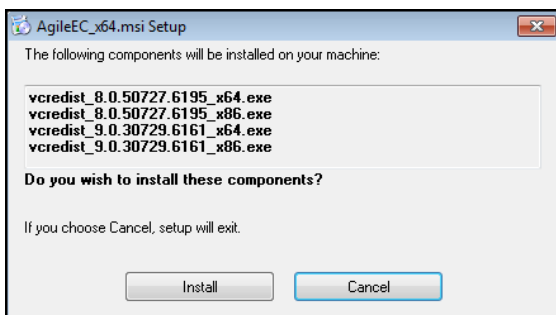 AgileEC_x64.msi Setup
The following components will be installed on your machine:
vcredist_8.0.50727.6195_x64.exe
vcredist_8.0.50727.6195_x86.exe
vcredist_9.0.30729.6161_x64.exe
vcredist_9.0.30729.6161_x86.exe
Do you wish to install these components?
If you choose Cancel, setup will exit.
Install Cancel